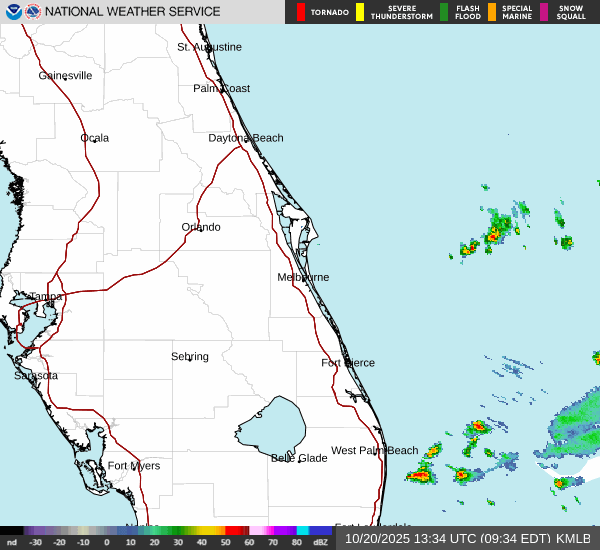 NATIONAL WEATHER SERVICE
TORNADO
SEVERE THUNDERSTORM
FLASH FLOOD
SPECIAL MARINE
SNOW SQUALL
St. Augustine
Gainesville
Palm Coast
Ocala
Daytona Beach
Orlando
Melbourne
Tampa
Sebring
Fort Pierce
Sarasota
West Palm Beach
Belle Glade
Fort Myers
nd -30 -20 -10 0 10 20 30 40 50 60 70 80 dBZ
10/20/2025 13:34 UTC (09:34 EDT) KMLB